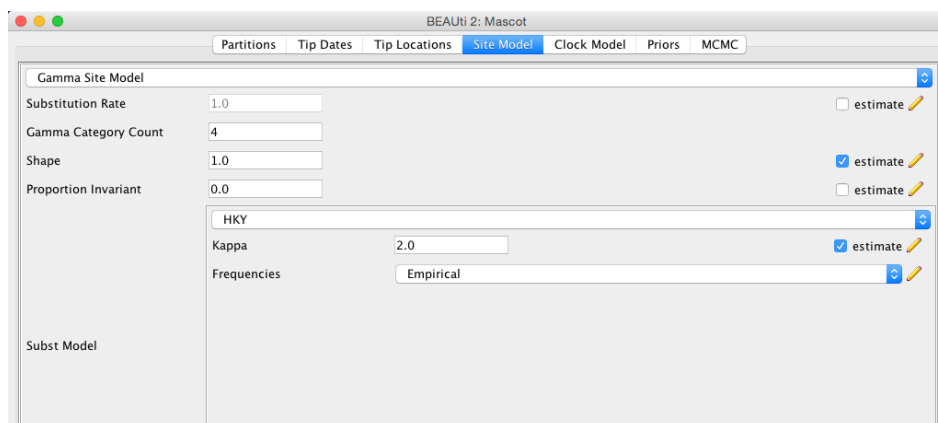 BEAUti 2: Mascot
Partitions Tip Dates Tip Locations Site Model Clock Model Priors MCMC
Gamma Site Model
Substitution Rate 1.0 estimate
Gamma Category Count 4
Shape 1.0 estimate
Proportion Invariant 0.0 estimate
HKY
Kappa 2.0 estimate
Frequencies Empirical
Subst Model